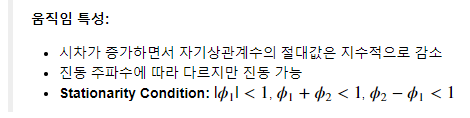 움직임 특성:
시차가 증가하면서 자기상관계수의 절대값은 지수적으로 감소
진동 주파수에 따라 다르지만 진동 가능
Stationarity Condition: |ϕ₁| < 1, ϕ₁ + ϕ₂ < 1, ϕ₂ − ϕ₁ < 1